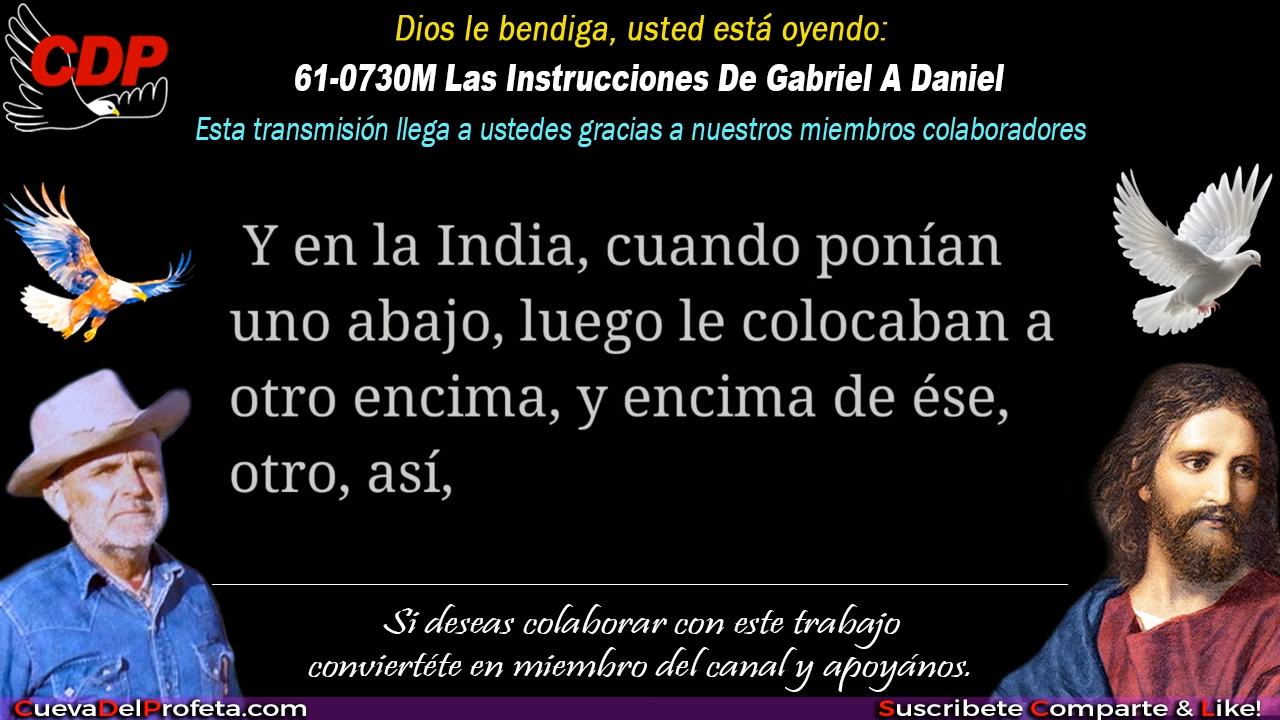 CDP
Dios le bendiga, usted está oyendo:
61-0730M Las Instrucciones De Gabriel A Daniel
Esta transmisión llega a ustedes gracias a nuestros miembros colaboradores
Y en la India, cuando ponían
uno abajo, luego le colocaban a
otro encima, y encima de ése,
otro, así,
Si deseas colaborar con este trabajo
conviertéte en miembro del canal y apoyános.
CuevaDelProfeta.com
Suscribete Comparte & Like!